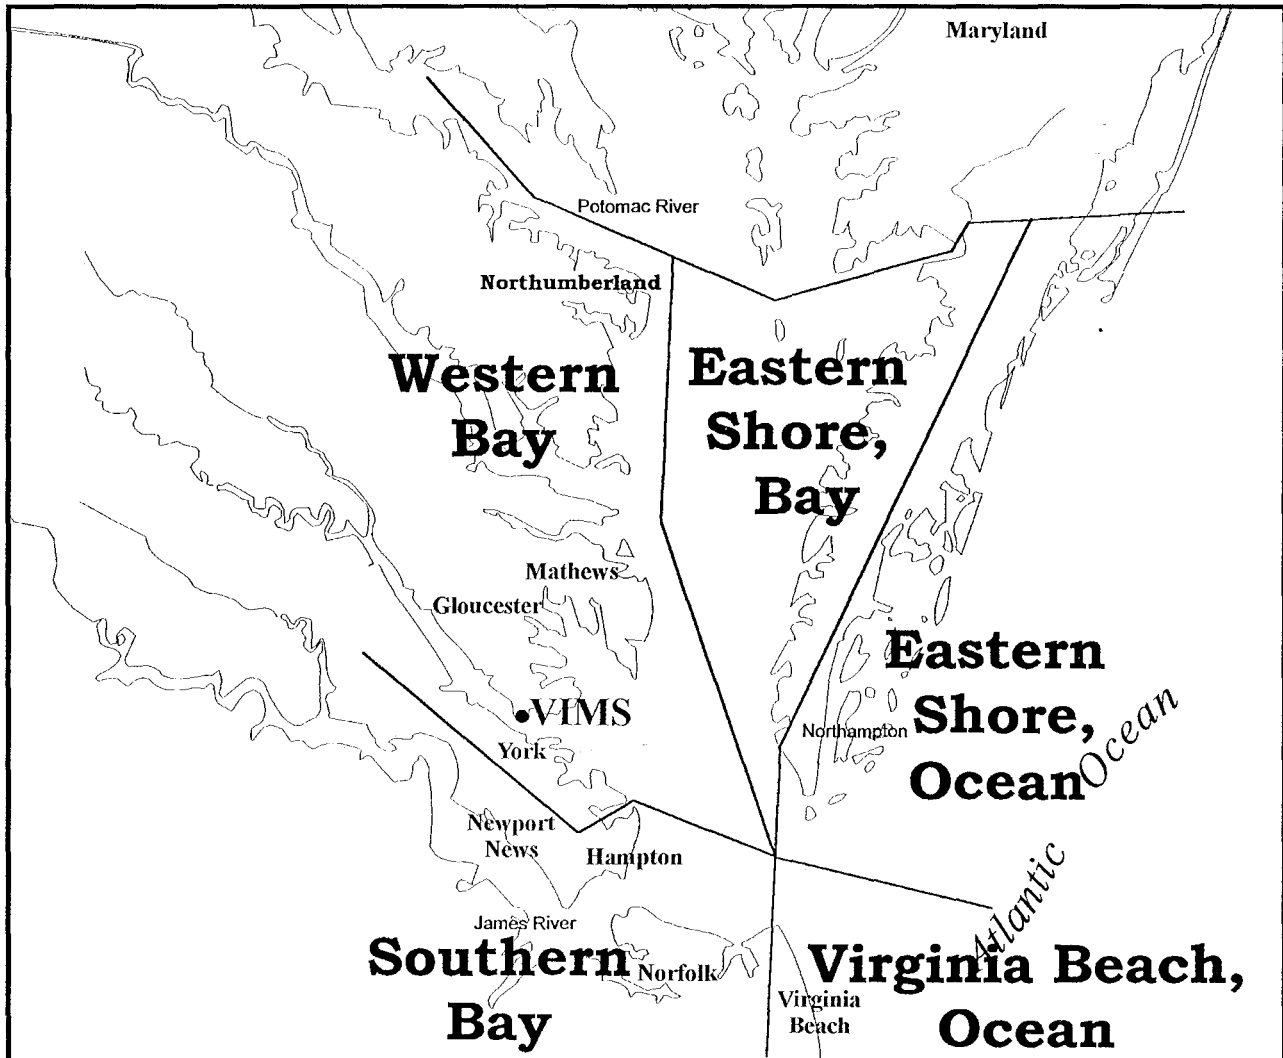 Maryland
Potomac River
Northumberland
Western
Bay
Eastern
Shore,
Bay
Mathews
Gloucester
VIMS
York
Eastern
Shore,
Ocean
Northampton
Atlantic Ocean
Newport
News
Hampton
James River
Southern
Bay
Norfolk
Virginia
Beach
Virginia Beach,
Ocean